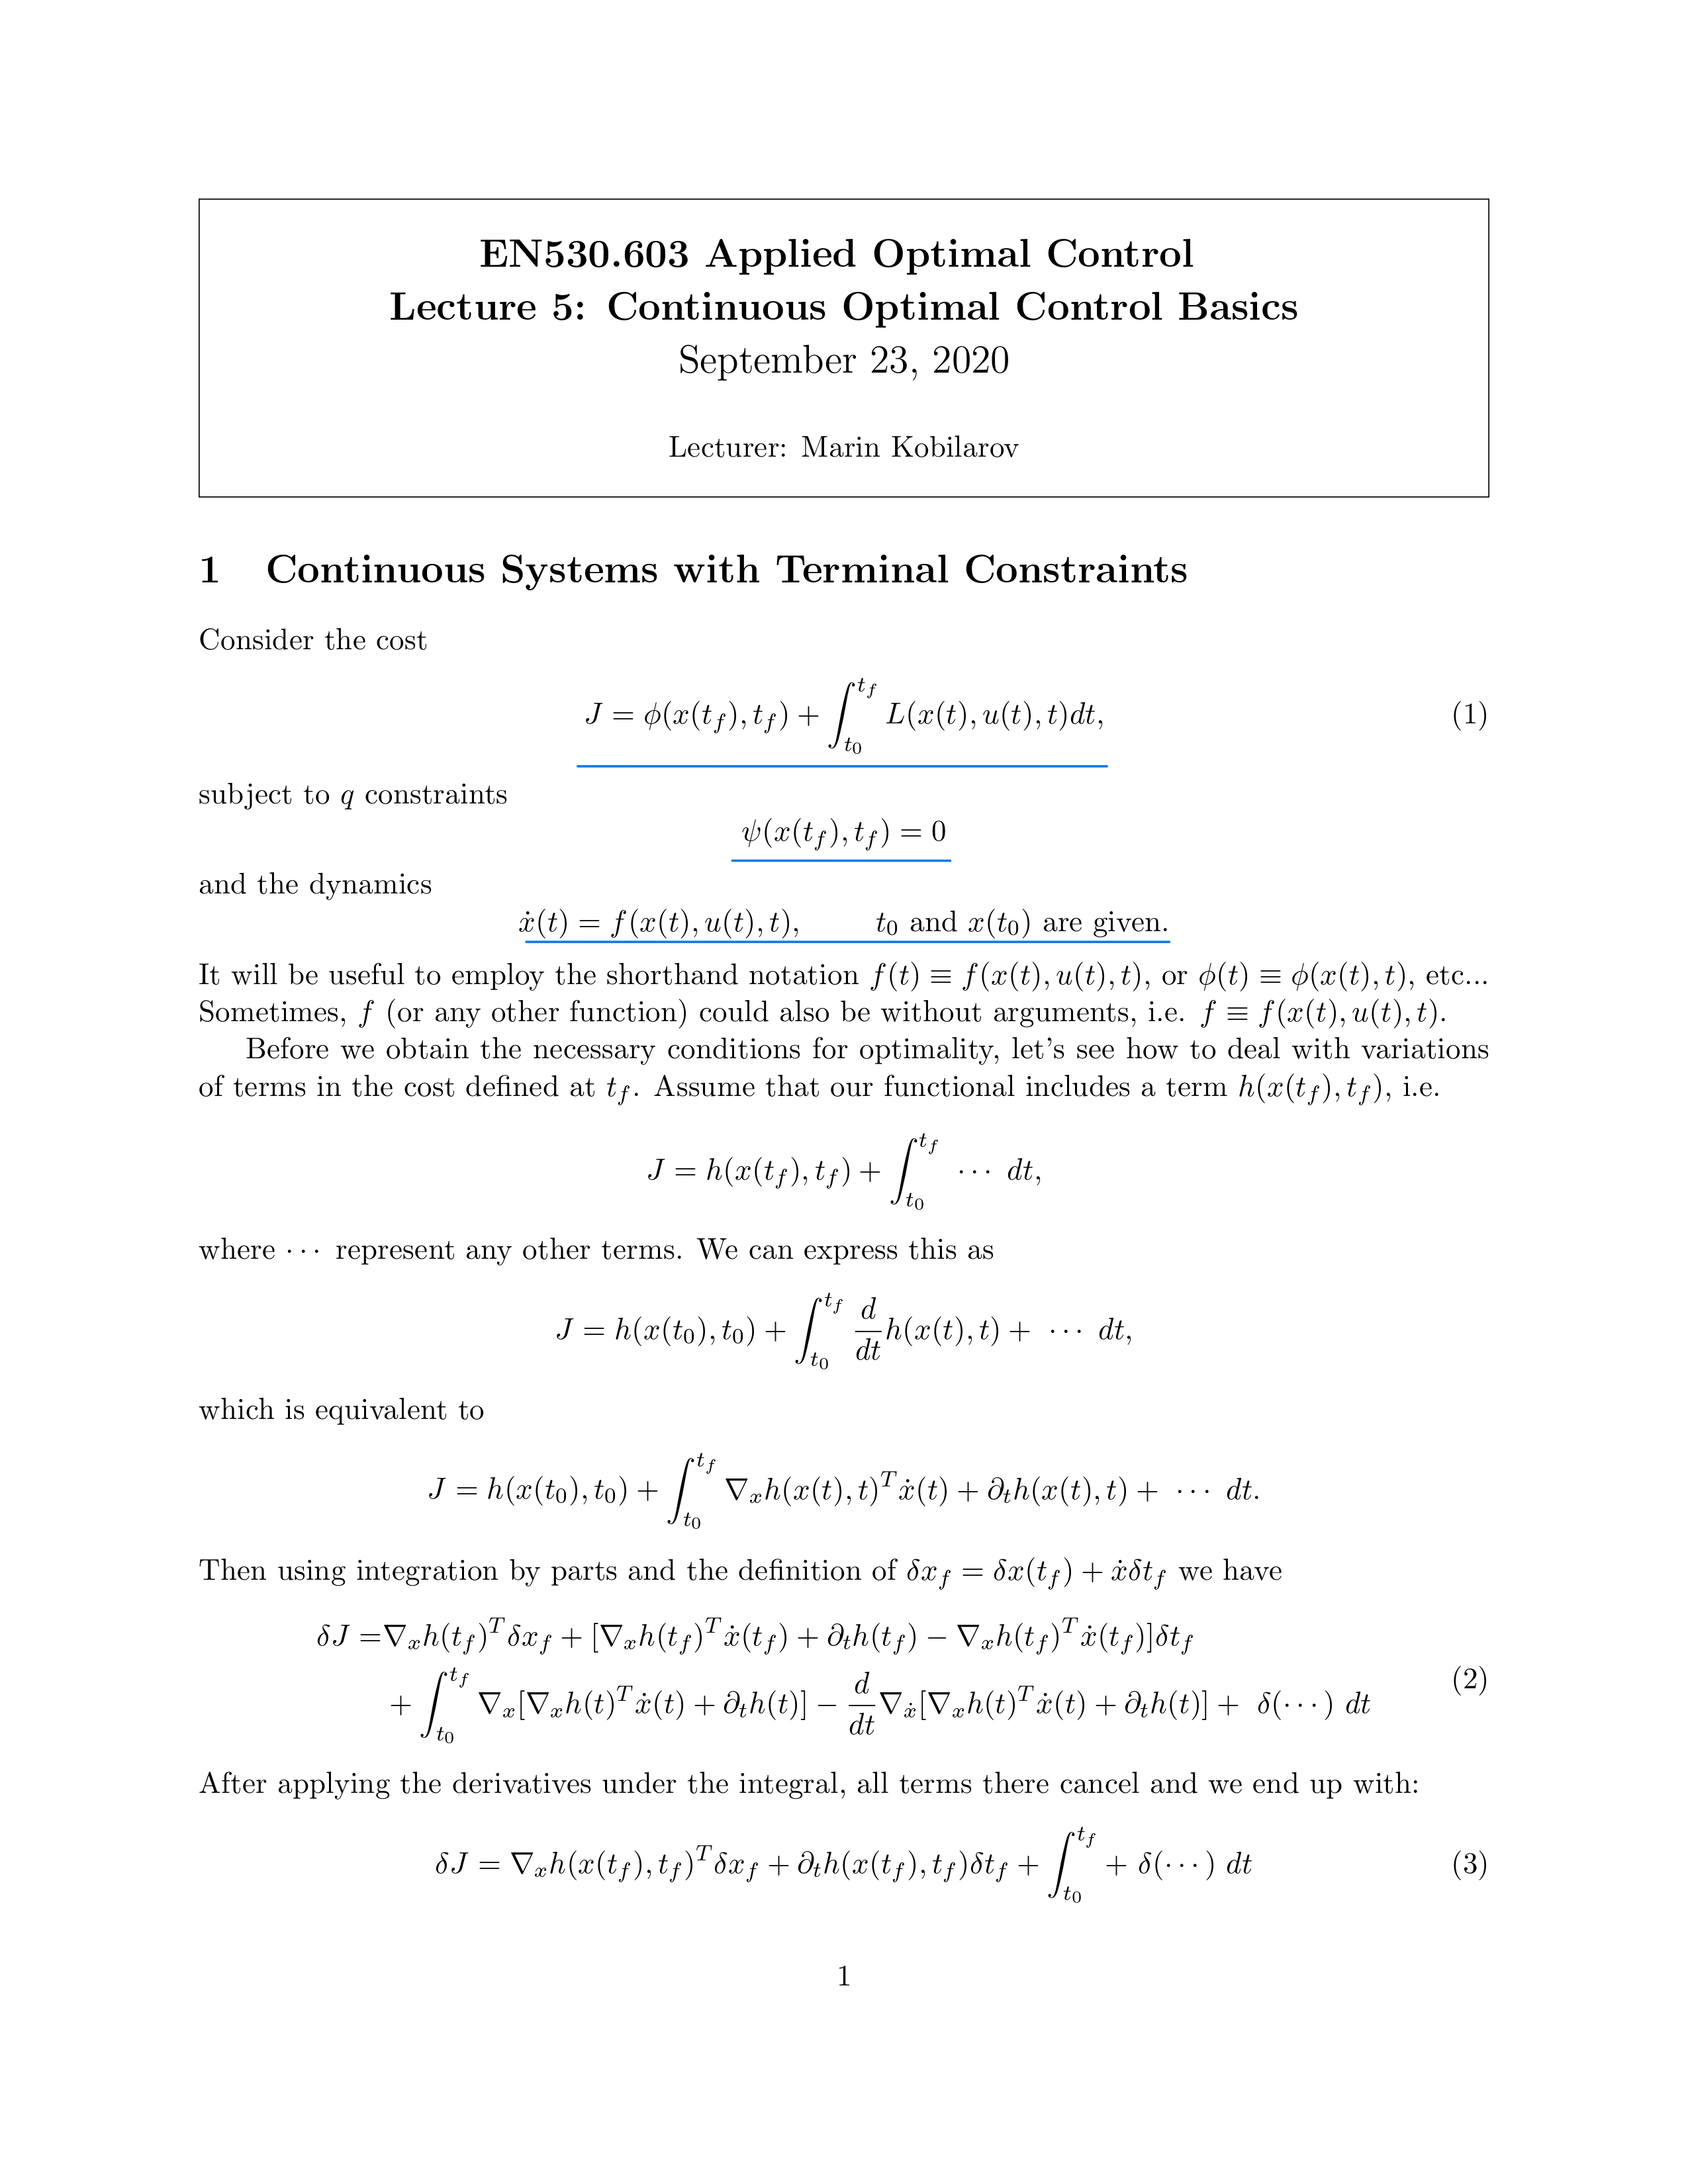 EN530.603 Applied Optimal Control
Lecture 5: Continuous Optimal Control Basics
September 23, 2020
Lecturer: Marin Kobilarov
1 Continuous Systems with Terminal Constraints
Consider the cost
$J = \phi(x(t_f), t_f) + \int_{t_0}^{t_f} L(x(t), u(t), t)dt,$ (1)
subject to $q$ constraints
$\psi(x(t_f), t_f) = 0$
and the dynamics
$\dot{x}(t) = f(x(t), u(t), t),$ $t_0$ and $x(t_0)$ are given.
It will be useful to employ the shorthand notation $f(t) \equiv f(x(t), u(t), t)$, or $\phi(t) \equiv \phi(x(t), t)$, etc...
Sometimes, $f$ (or any other function) could also be without arguments, i.e. $f \equiv f(x(t), u(t), t)$.
Before we obtain the necessary conditions for optimality, let's see how to deal with variations
of terms in the cost defined at $t_f$. Assume that our functional includes a term $h(x(t_f), t_f)$, i.e.
$J = h(x(t_f), t_f) + \int_{t_0}^{t_f} \cdots \ dt,$
where $\cdots$ represent any other terms. We can express this as
$J = h(x(t_0), t_0) + \int_{t_0}^{t_f} \frac{d}{dt} h(x(t), t) + \cdots \ dt,$
which is equivalent to
$J = h(x(t_0), t_0) + \int_{t_0}^{t_f} \nabla_x h(x(t), t)^T \dot{x}(t) + \partial_t h(x(t), t) + \cdots \ dt.$
Then using integration by parts and the definition of $\delta x_f = \delta x(t_f) + \dot{x} \delta t_f$ we have
$\delta J = \nabla_x h(t_f)^T \delta x_f + [\nabla_x h(t_f)^T \dot{x}(t_f) + \partial_t h(t_f) - \nabla_x h(t_f)^T \dot{x}(t_f)] \delta t_f$
$+ \int_{t_0}^{t_f} \nabla_x [\nabla_x h(t)^T \dot{x}(t) + \partial_t h(t)] - \frac{d}{dt} \nabla_{\dot{x}} [\nabla_x h(t)^T \dot{x}(t) + \partial_t h(t)] + \delta(\cdots) \ dt$ (2)
After applying the derivatives under the integral, all terms there cancel and we end up with:
$\delta J = \nabla_x h(x(t_f), t_f)^T \delta x_f + \partial_t h(x(t_f), t_f) \delta t_f + \int_{t_0}^{t_f} + \delta(\cdots) \ dt$ (3)
1